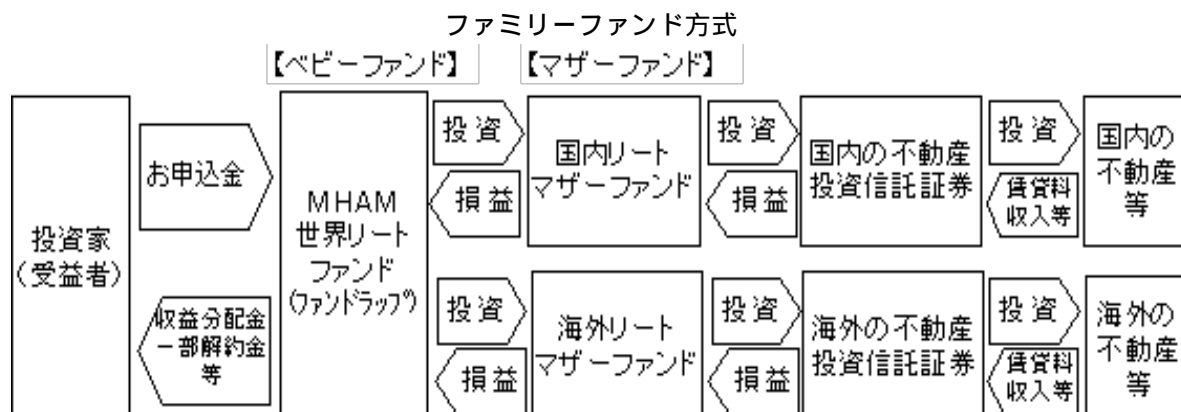 ファミリーファンド方式
【ベビーファンド】
【マザーファンド】
投資家
(受益者)
お申込金
収益分配金
一部解約金
等
MHAM
世界リート
ファンド
(ファンドラップ)
投資
損益
国内リート
マザーファンド
投資
損益
国内の不動産
投資信託証券
投資
賃貸料
収入等
国内の
不動産
等
投資
損益
海外リート
マザーファンド
投資
損益
海外の不動産
投資信託証券
投資
賃貸料
収入等
海外の
不動産
等